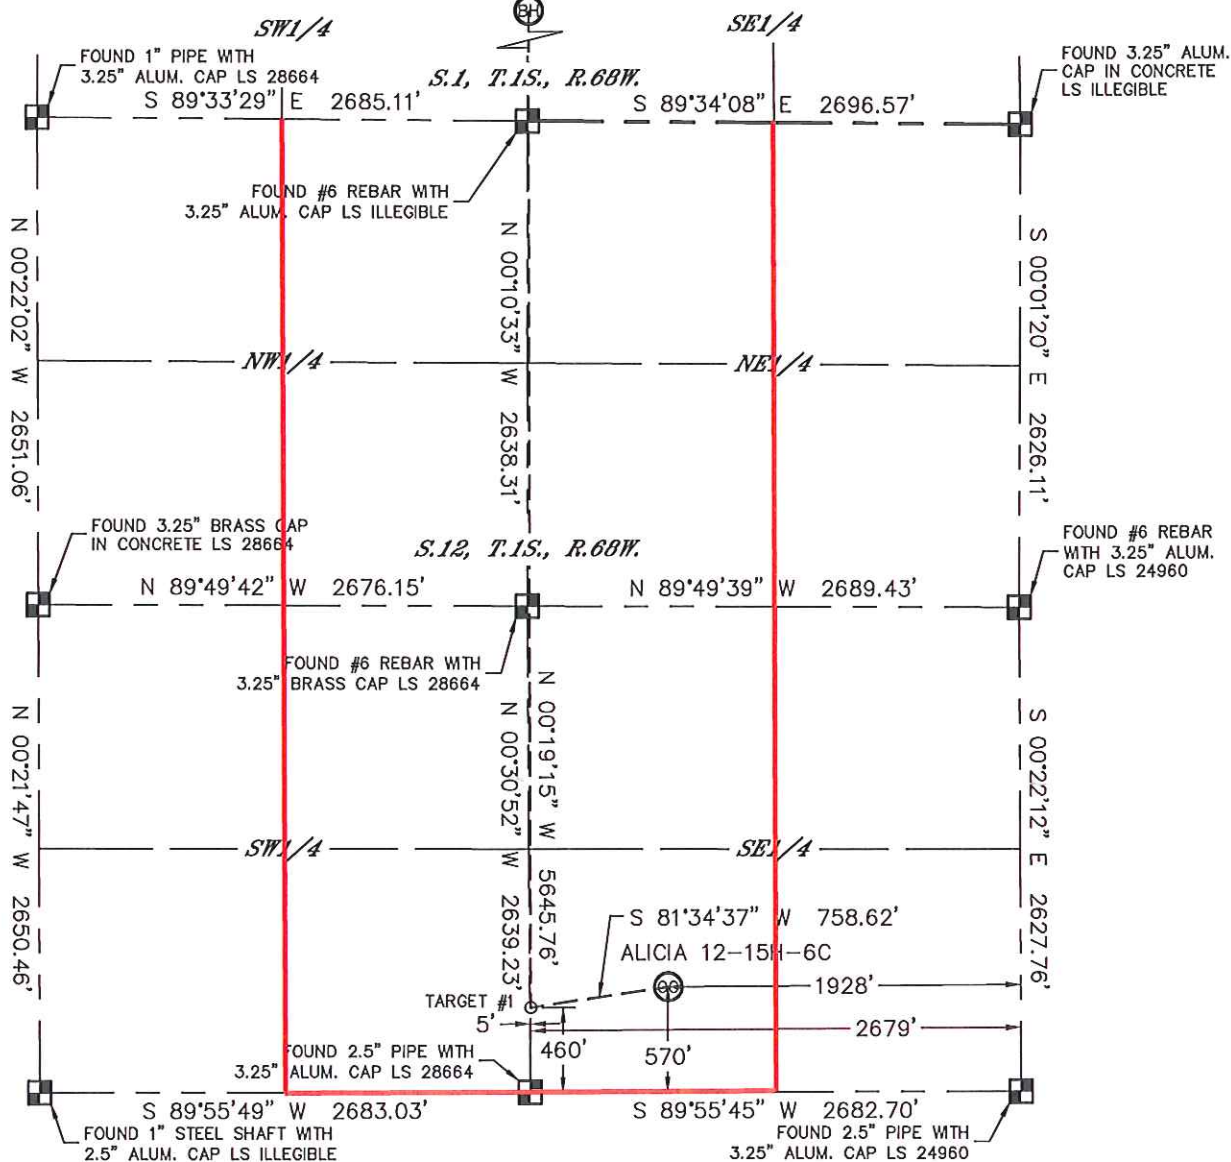 BH
SW1/4
SE1/4
FOUND 1" PIPE WITH
3.25" ALUM. CAP LS 28664
S.1, T.1S., R.68W.
FOUND 3.25" ALUM.
CAP IN CONCRETE
LS ILLEGIBLE
S 89°33'29" E 2685.11'
S 89°34'08" E 2696.57'
FOUND #6 REBAR WITH
3.25" ALUM. CAP LS ILLEGIBLE
N 00°22'02" W 2651.06'
N 00°10'33" W 2638.31'
S 00°01'20" E 2626.11'
NW1/4
NE1/4
FOUND 3.25" BRASS CAP
IN CONCRETE LS 28664
S.12, T.1S., R.68W.
FOUND #6 REBAR
WITH 3.25" ALUM.
CAP LS 24960
N 89°49'42" W 2676.15'
N 89°49'39" W 2689.43'
FOUND #6 REBAR WITH
3.25" BRASS CAP LS 28664
N 00°21'47" W 2650.46'
N 00°30'52" W 2639.23'
N 00°19'15" W 5645.76'
S 00°22'12" E 2627.76'
SW1/4
SE1/4
S 81°34'37" W 758.62'
ALICIA 12-15H-6C
1928'
TARGET #1
5'
2679'
460'
570'
FOUND 2.5" PIPE WITH
3.25" ALUM. CAP LS 28664
S 89°55'49" W 2683.03'
S 89°55'45" W 2682.70'
FOUND 1" STEEL SHAFT WITH
2.5" ALUM. CAP LS ILLEGIBLE
FOUND 2.5" PIPE WITH
3.25" ALUM. CAP LS 24960